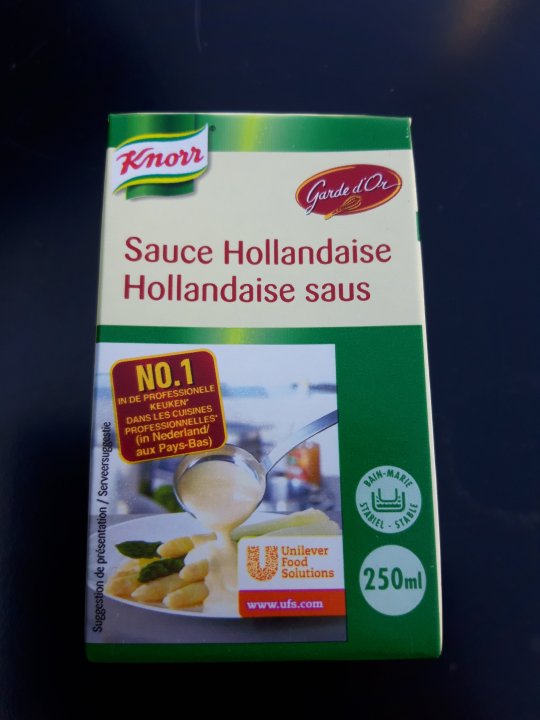 Knorr
Garde d'Or
Sauce Hollandaise
Hollandaise saus
NO.1
IN DE PROFESSIONELE
KEUKEN*
DANS LES CUISINES
PROFESSIONNELLES*
(in Nederland/
aux Pays-Bas)
Suggestion de présentation / Serveersuggestie
BAIN-MARIE
STABIEL - STABLE
Unilever
Food
Solutions
www.ufs.com
250ml